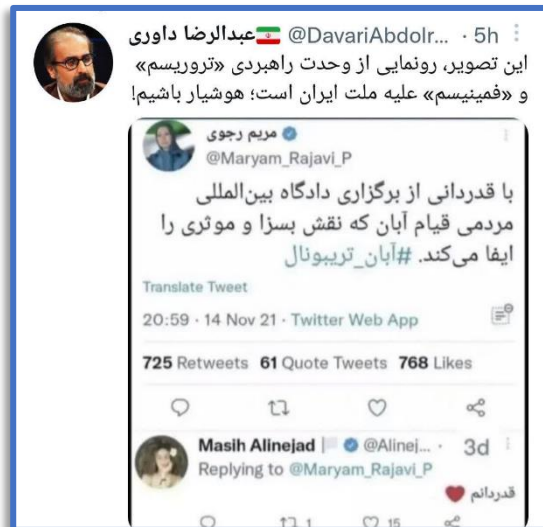 عبدالرضا داوری @DavariAbdolr... · 5h
این تصویر، رونمایی از وحدت راهبردی «تروریسم»
و «فمینیسم» علیه ملت ایران است؛ هوشیار باشیم!
مریم رجوی
@Maryam_Rajavi_P
با قدردانی از برگزاری دادگاه بین‌المللی
مردمی قیام آبان که نقش بسزا و موثری را
ایفا می‌کند. #آبان_تریبونال
Translate Tweet
20:59 · 14 Nov 21 · Twitter Web App
725 Retweets 61 Quote Tweets 768 Likes
Masih Alinejad @Alinej... · 3d
Replying to @Maryam_Rajavi_P
قدردانم ❤️
1 15